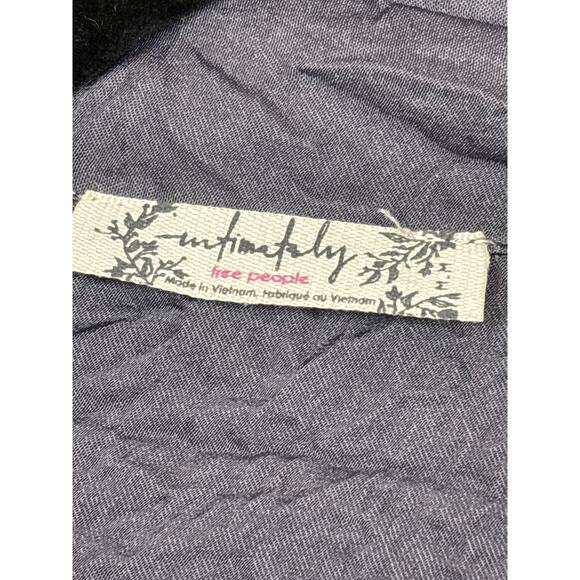 intimately
free people
Made in Vietnam. Fabriqué au Vietnam